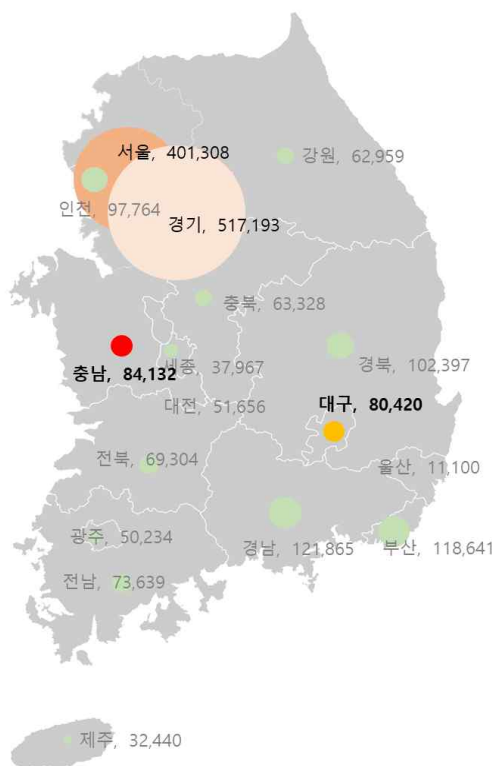 서울, 401,308
강원, 62,959
인천, 97,764
경기, 517,193
충북, 63,328
세종, 37,967
충남, 84,132
경북, 102,397
대전, 51,656
대구, 80,420
전북, 69,304
울산, 11,100
광주, 50,234
경남, 121,865
부산, 118,641
전남, 73,639
제주, 32,440